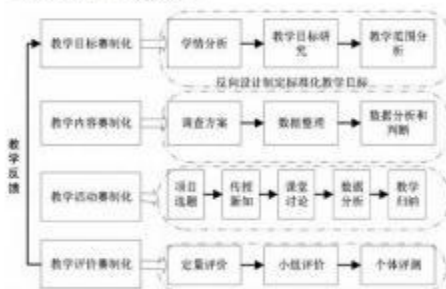 教学目标赛制化
学情分析
教学目标研
究
教学范围分
析
反向设计制定标准化教学目标
教学内容赛制化
调查方案
数据整理
数据分析和
判断
教学反馈
教学活动赛制化
项目
选题
传授
新知
课堂
讨论
数据
分析
教学
归纳
教学评价赛制化
定量评价
小组评价
个体评测